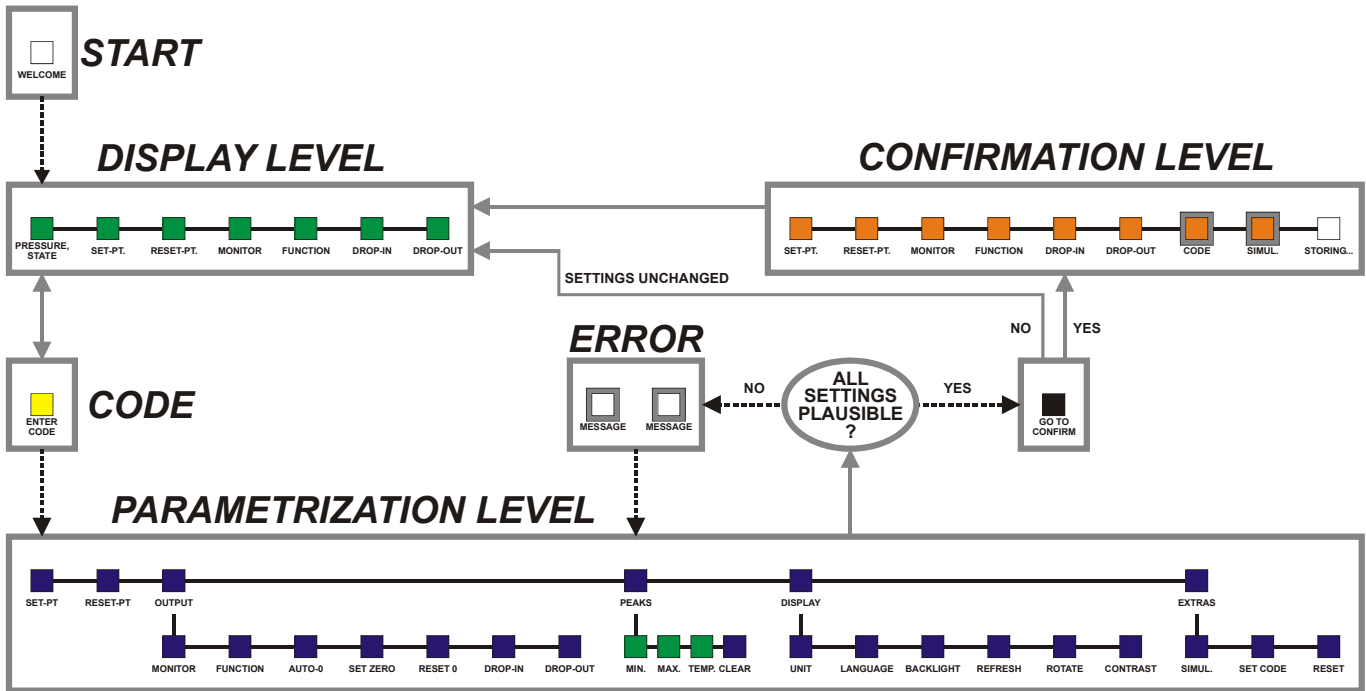 START
WELCOME
DISPLAY LEVEL
CONFIRMATION LEVEL
PRESSURE,
STATE
SET-PT.
RESET-PT.
MONITOR
FUNCTION
DROP-IN
DROP-OUT
SET-PT.
RESET-PT.
MONITOR
FUNCTION
DROP-IN
DROP-OUT
CODE
SIMUL.
STORING...
SETTINGS UNCHANGED
NO
YES
ERROR
CODE
ENTER
CODE
MESSAGE
MESSAGE
NO
ALL
SETTINGS
PLAUSIBLE
?
YES
GO TO
CONFIRM
PARAMETRIZATION LEVEL
SET-PT
RESET-PT
OUTPUT
PEAKS
DISPLAY
EXTRAS
MONITOR
FUNCTION
AUTO-0
SET ZERO
RESET 0
DROP-IN
DROP-OUT
MIN.
MAX.
TEMP.
CLEAR
UNIT
LANGUAGE
BACKLIGHT
REFRESH
ROTATE
CONTRAST
SIMUL.
SET CODE
RESET